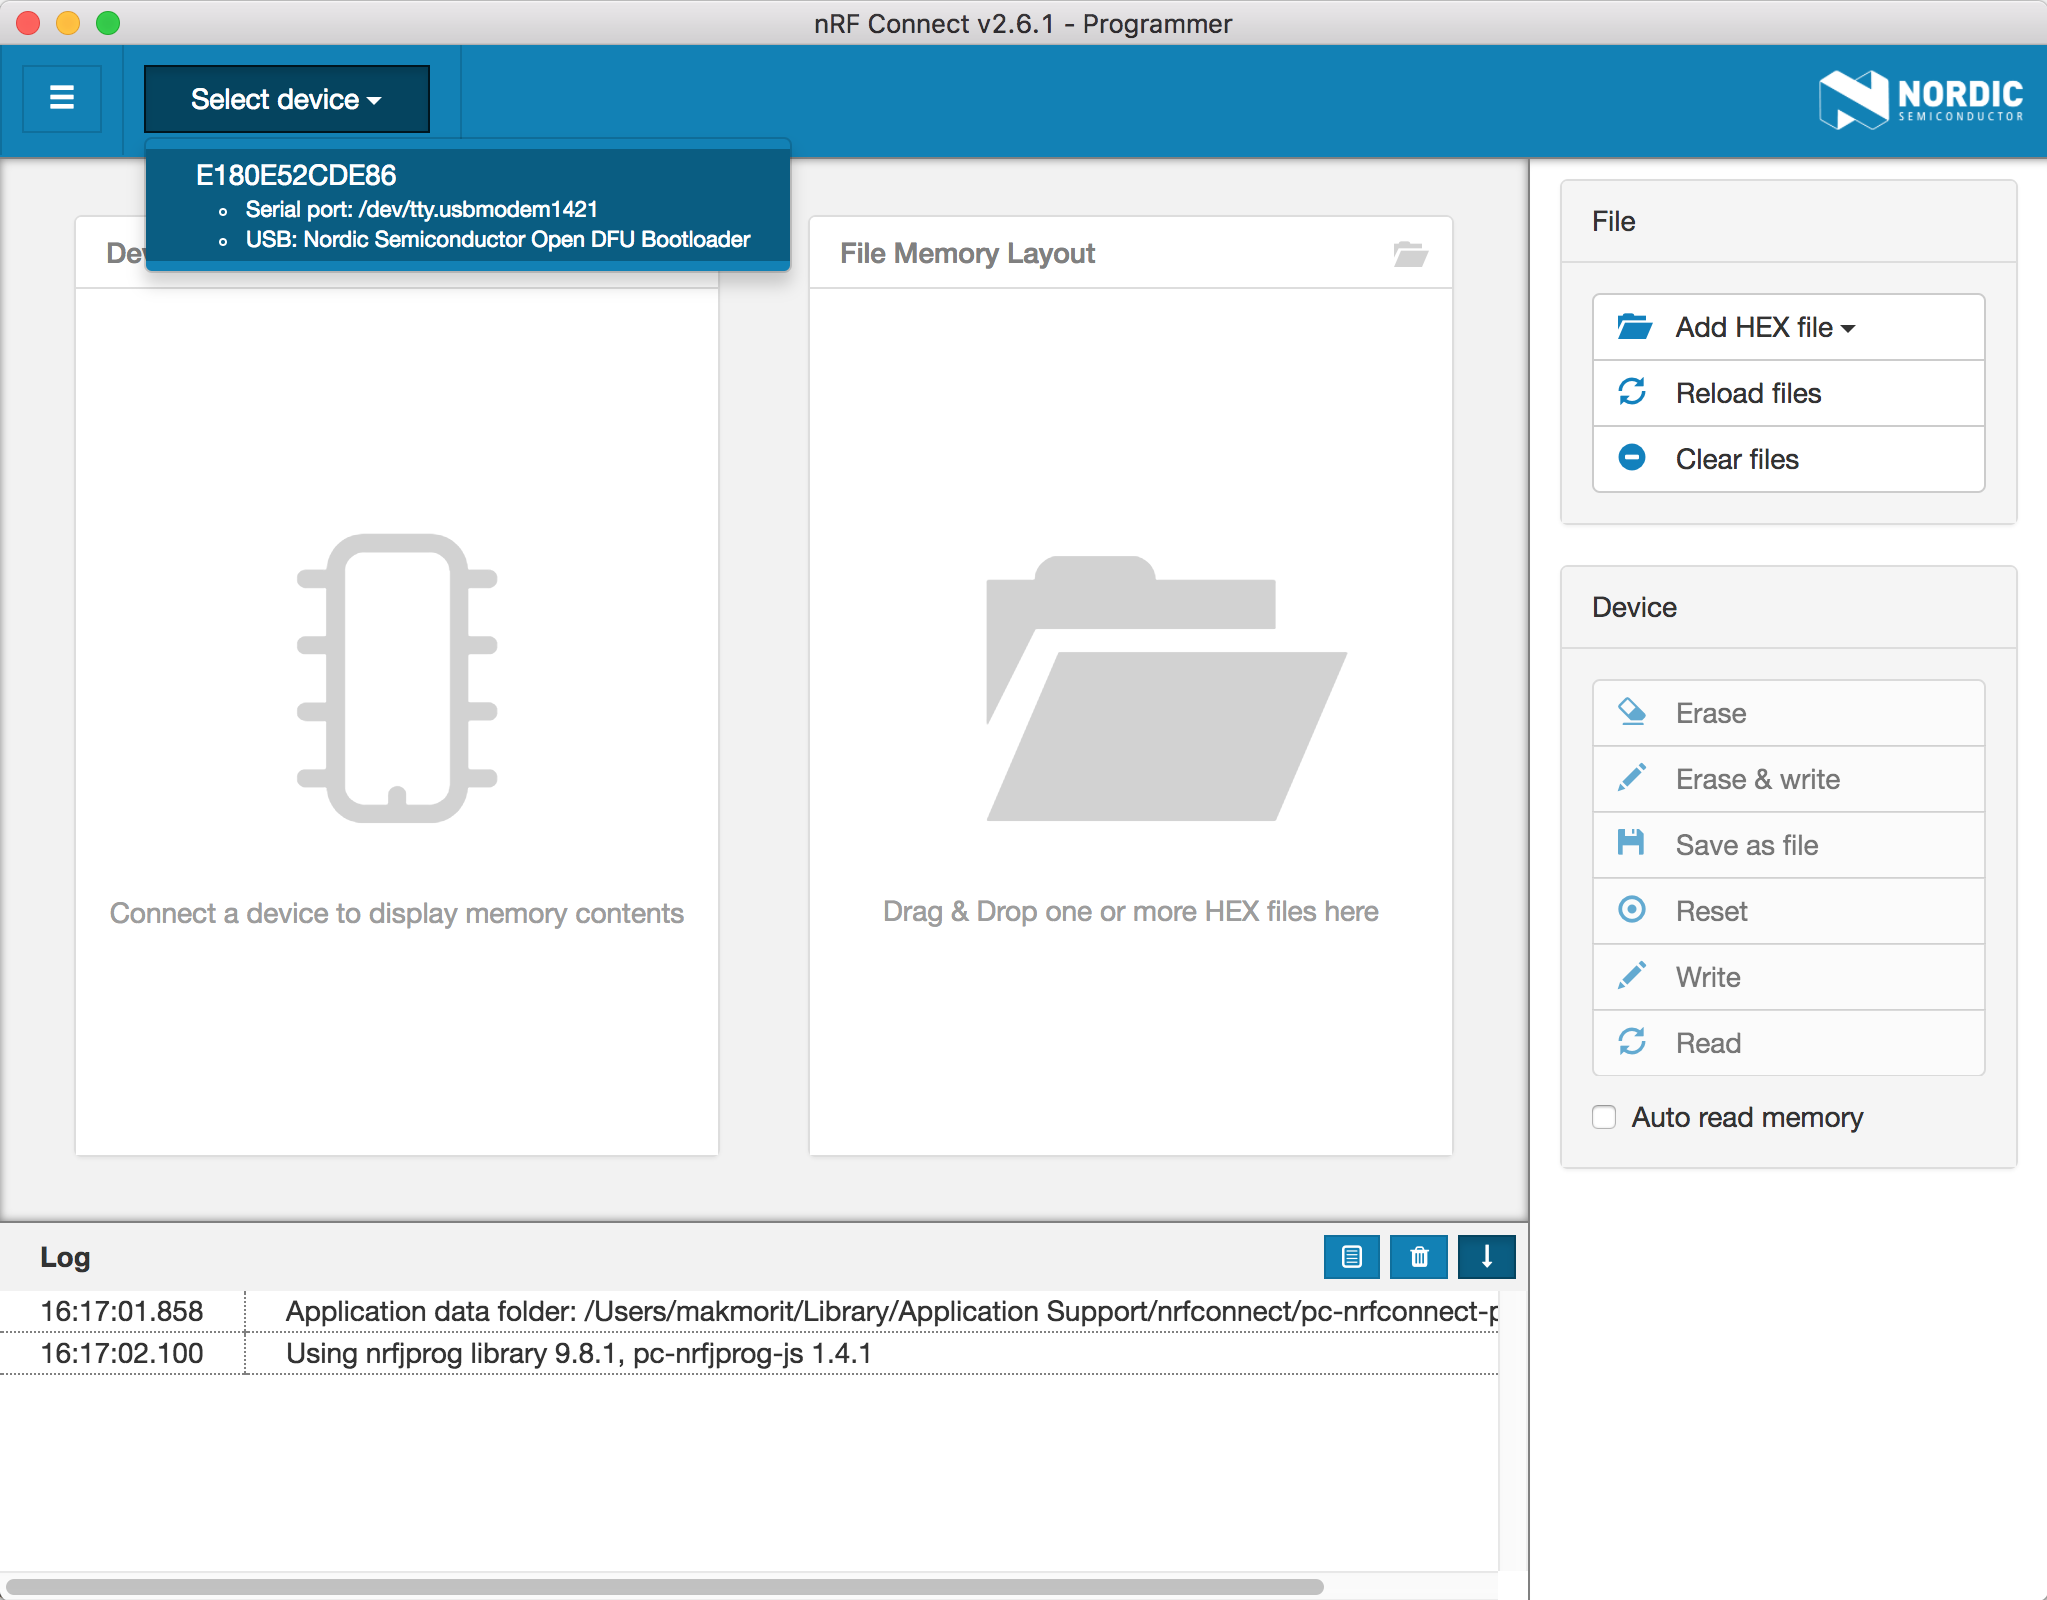 nRF Connect v2.6.1 - Programmer
Select device
NORDIC
SEMICONDUCTOR
E180E52CDE86
Serial port: /dev/tty.usbmodem1421
USB: Nordic Semiconductor Open DFU Bootloader
File Memory Layout
Connect a device to display memory contents
Drag & Drop one or more HEX files here
File
Add HEX file
Reload files
Clear files
Device
Erase
Erase & write
Save as file
Reset
Write
Read
Auto read memory
Log
16:17:01.858 Application data folder: /Users/makmorit/Library/Application Support/nrfconnect/pc-nrfconnect-p
16:17:02.100 Using nrfjprog library 9.8.1, pc-nrfjprog-js 1.4.1